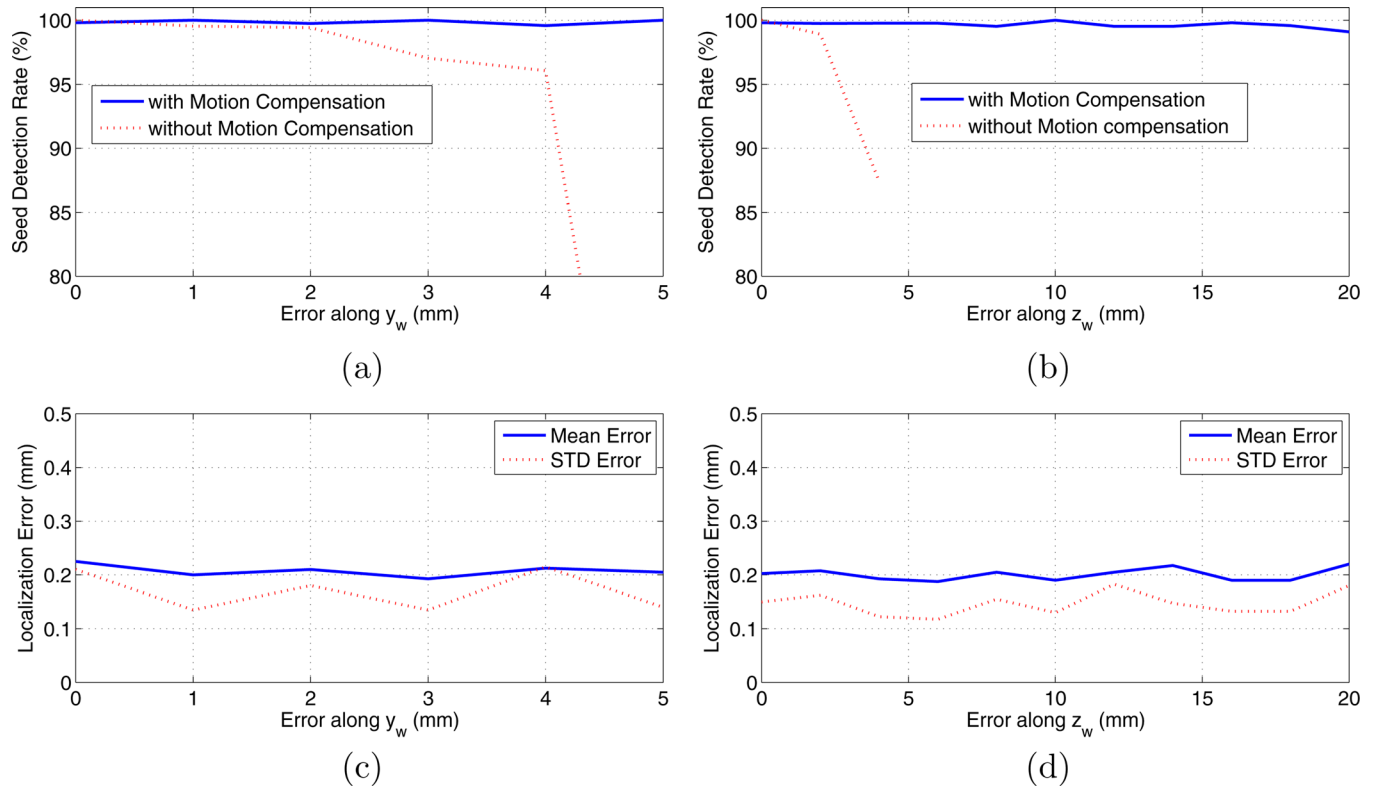 100
95
90
85
80
Seed Detection Rate (%)
with Motion Compensation
without Motion Compensation
0 1 2 3 4 5
Error along y_w (mm)
(a)
100
95
90
85
80
Seed Detection Rate (%)
with Motion Compensation
without Motion compensation
0 5 10 15 20
Error along z_w (mm)
(b)
0.5
0.4
0.3
0.2
0.1
0
Localization Error (mm)
Mean Error
STD Error
0 1 2 3 4 5
Error along y_w (mm)
(c)
0.5
0.4
0.3
0.2
0.1
0
Localization Error (mm)
Mean Error
STD Error
0 5 10 15 20
Error along z_w (mm)
(d)